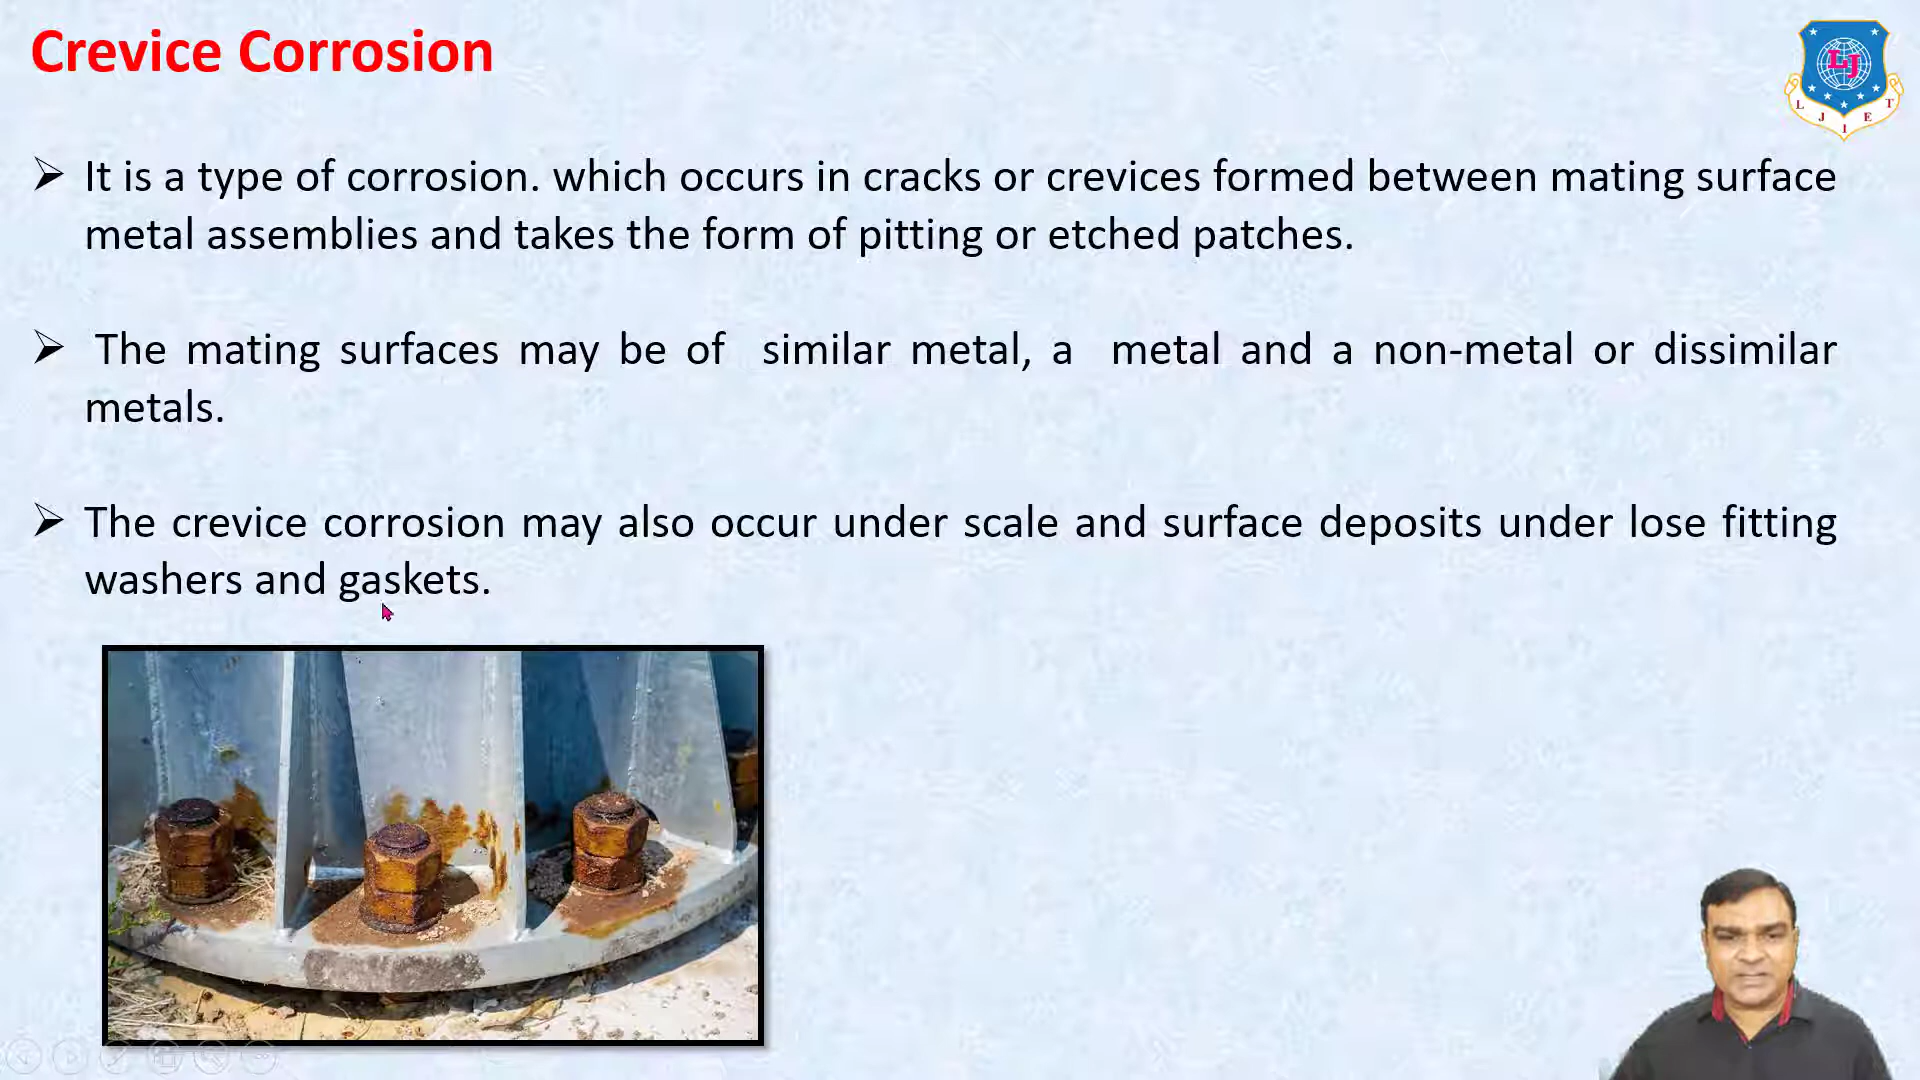 Crevice Corrosion
LJ
L J I E T
➢ It is a type of corrosion. which occurs in cracks or crevices formed between mating surface
metal assemblies and takes the form of pitting or etched patches.
➢ The mating surfaces may be of similar metal, a metal and a non-metal or dissimilar
metals.
➢ The crevice corrosion may also occur under scale and surface deposits under lose fitting
washers and gaskets.